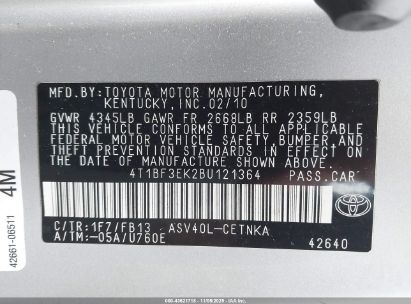 MFD.BY:TOYOTA MOTOR MANUFACTURING,
KENTUCKY,INC.02/10
GVWR 4345LB GAWR FR 2668LB RR 2359LB
THIS VEHICLE CONFORMS TO ALL APPLICABLE
FEDERAL MOTOR VEHICLE SAFETY, BUMPER, AND
THEFT PREVENTION STANDARDS IN EFFECT ON
THE DATE OF MANUFACTURE SHOWN ABOVE.
4T1BF3EK2BU121364 PASS.CAR
C/TR:1F7/FB13 ASV40L-CETNKA
A/TM:-05A/U760E
42640
TOYOTA
42661-06511 4M